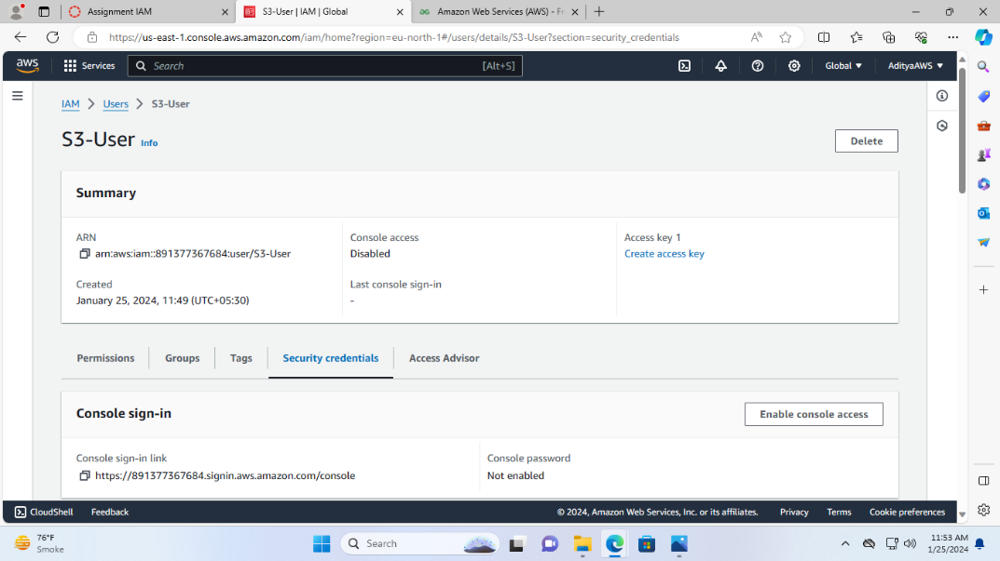 Assignment IAM
S3-User | IAM | Global
Amazon Web Services (AWS) - Fr
https://us-east-1.console.aws.amazon.com/iam/home?region=eu-north-1#/users/details/S3-User?section=security_credentials
aws
Services
Search
[Alt+S]
Global
AdityaAWS
IAM
Users
S3-User
S3-User Info
Delete
Summary
ARN
arn:aws:iam::891377367684:user/S3-User
Created
January 25, 2024, 11:49 (UTC+05:30)
Console access
Disabled
Last console sign-in
-
Access key 1
Create access key
Permissions
Groups
Tags
Security credentials
Access Advisor
Console sign-in
Enable console access
Console sign-in link
https://891377367684.signin.aws.amazon.com/console
Console password
Not enabled
CloudShell
Feedback
© 2024, Amazon Web Services, Inc. or its affiliates.
Privacy
Terms
Cookie preferences
76°F
Smoke
Search
11:53 AM
1/25/2024